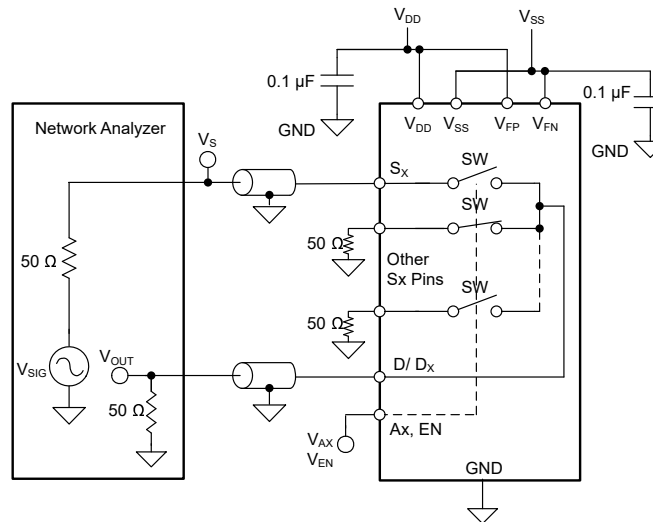 VDD
VSS
0.1 µF
0.1 µF
GND
GND
VDD
VSS
VFP
VFN
Network Analyzer
VS
SX
SW
50 Ω
SW
50 Ω
Other
Sx Pins
SW
50 Ω
VSIG
VOUT
50 Ω
D/ DX
Ax, EN
VAX
VEN
GND